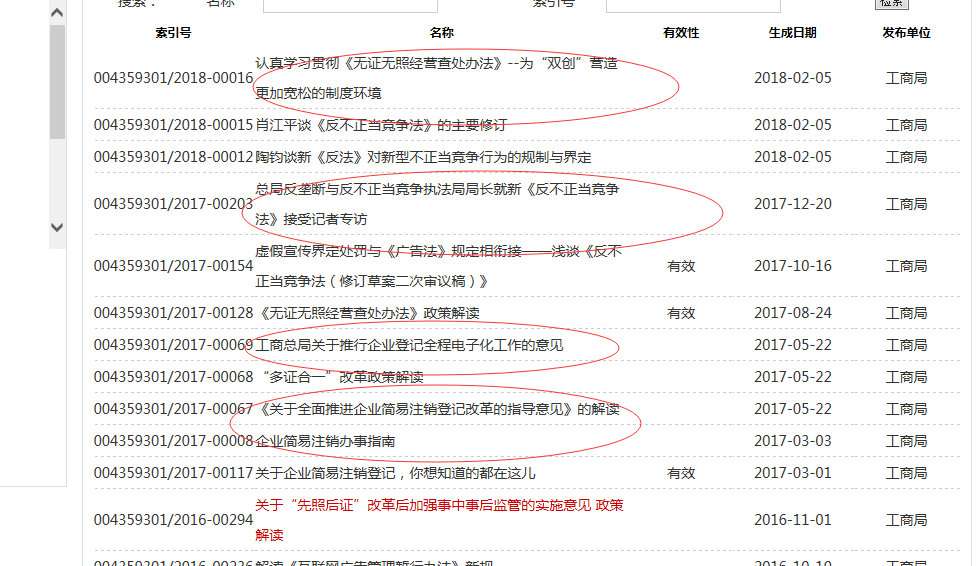 搜索： 名称 索引号 检索
索引号 名称 有效性 生成日期 发布单位
004359301/2018-00016 认真学习贯彻《无证无照经营查处办法》--为“双创”营造 2018-02-05 工商局
更加宽松的制度环境
004359301/2018-00015 肖江平谈《反不正当竞争法》的主要修订 2018-02-05 工商局
004359301/2018-00012 陶钧谈新《反法》对新型不正当竞争行为的规制与界定 2018-02-05 工商局
004359301/2017-00203 总局反垄断与反不正当竞争执法局局长就新《反不正当竞争 2017-12-20 工商局
法》接受记者专访
004359301/2017-00154 虚假宣传界定处罚与《广告法》规定相衔接——浅谈《反不 有效 2017-10-16 工商局
正当竞争法（修订草案二次审议稿）》
004359301/2017-00128 《无证无照经营查处办法》政策解读 有效 2017-08-24 工商局
004359301/2017-00069 工商总局关于推行企业登记全程电子化工作的意见 2017-05-22 工商局
004359301/2017-00068 “多证合一”改革政策解读 2017-05-22 工商局
004359301/2017-00067 《关于全面推进企业简易注销登记改革的指导意见》的解读 2017-05-22 工商局
004359301/2017-00008 企业简易注销办事指南 2017-03-03 工商局
004359301/2017-00117 关于企业简易注销登记，你想知道的都在这儿 有效 2017-03-01 工商局
004359301/2016-00294 关于“先照后证”改革后加强事中事后监管的实施意见 政策 2016-11-01 工商局
解读
004359301/2016-00236 解读《互联网广告管理暂行办法》新规 2016-10-10 工商局